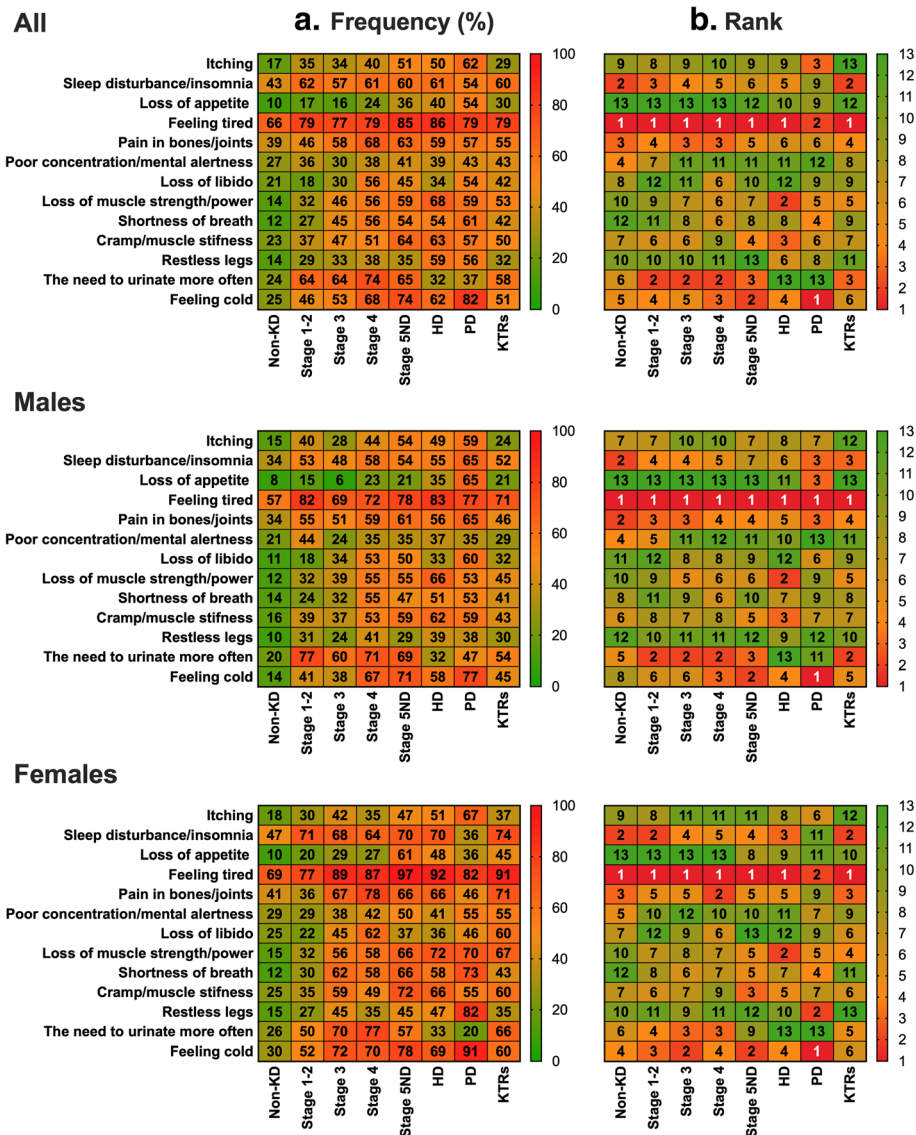 All a. Frequency (%) b. Rank
Itching 17 35 34 40 51 50 62 29 9 8 9 10 9 9 3 13
Sleep disturbance/insomnia 43 62 57 61 60 61 54 60 2 3 4 5 6 5 9 2
Loss of appetite 10 17 16 24 36 40 54 30 13 13 13 13 12 10 9 12
Feeling tired 66 79 77 79 85 86 79 79 1 1 1 1 1 1 2 1
Pain in bones/joints 39 46 58 68 63 59 57 55 3 4 3 3 5 6 6 4
Poor concentration/mental alertness 27 36 30 38 41 39 43 43 4 7 11 11 11 11 12 8
Loss of libido 21 18 30 56 45 34 54 42 8 12 11 6 10 12 9 9
Loss of muscle strength/power 14 32 46 56 59 68 59 53 10 9 7 6 7 2 5 5
Shortness of breath 12 27 45 56 54 54 61 42 12 11 8 6 8 8 4 9
Cramp/muscle stifness 23 37 47 51 64 63 57 50 7 6 6 9 4 3 6 7
Restless legs 14 29 33 38 35 59 56 32 10 10 10 11 13 6 8 11
The need to urinate more often 24 64 64 74 65 32 37 58 6 2 2 2 3 13 13 3
Feeling cold 25 46 53 68 74 62 82 51 5 4 5 3 2 4 1 6
Non-KD Stage 1-2 Stage 3 Stage 4 Stage 5ND HD PD KTRs Non-KD Stage 1-2 Stage 3 Stage 4 Stage 5ND HD PD KTRs
100 80 60 40 20 0
13 12 11 10 9 8 7 6 5 4 3 2 1
Males
Itching 15 40 28 44 54 49 59 24 7 7 10 10 7 8 7 12
Sleep disturbance/insomnia 34 53 48 58 54 55 65 52 2 4 4 5 7 6 3 3
Loss of appetite 8 15 6 23 21 35 65 21 13 13 13 13 13 11 3 13
Feeling tired 57 82 69 72 78 83 77 71 1 1 1 1 1 1 1 1
Pain in bones/joints 34 55 51 59 61 56 65 46 2 3 3 4 4 5 3 4
Poor concentration/mental alertness 21 44 24 35 35 37 35 29 4 5 11 12 11 10 13 11
Loss of libido 11 18 34 53 50 33 60 32 11 12 8 8 9 12 6 9
Loss of muscle strength/power 12 32 39 55 55 66 53 45 10 9 5 6 6 2 9 5
Shortness of breath 14 24 32 55 47 51 53 41 8 11 9 6 10 7 9 8
Cramp/muscle stifness 16 39 37 53 59 62 59 43 6 8 7 8 5 3 7 7
Restless legs 10 31 24 41 29 39 38 30 12 10 11 11 12 9 12 10
The need to urinate more often 20 77 60 71 69 32 47 54 5 2 2 2 3 13 11 2
Feeling cold 14 41 38 67 71 58 77 45 8 6 6 3 2 4 1 5
Non-KD Stage 1-2 Stage 3 Stage 4 Stage 5ND HD PD KTRs Non-KD Stage 1-2 Stage 3 Stage 4 Stage 5ND HD PD KTRs
100 80 60 40 20 0
13 12 11 10 9 8 7 6 5 4 3 2 1
Females
Itching 18 30 42 35 47 51 67 37 9 8 11 11 11 8 6 12
Sleep disturbance/insomnia 47 71 68 64 70 70 36 74 2 2 4 5 4 3 11 2
Loss of appetite 10 20 29 27 61 48 36 45 13 13 13 13 8 9 11 10
Feeling tired 69 77 89 87 97 92 82 91 1 1 1 1 1 1 2 1
Pain in bones/joints 41 36 67 78 66 66 46 71 3 5 5 2 5 5 9 3
Poor concentration/mental alertness 29 29 38 42 50 41 55 55 5 10 12 10 10 11 7 9
Loss of libido 25 22 45 62 37 36 46 60 7 12 9 6 13 12 9 6
Loss of muscle strength/power 15 32 56 58 66 72 70 67 10 7 8 7 5 2 5 4
Shortness of breath 12 30 62 58 66 58 73 43 12 8 6 7 5 7 4 11
Cramp/muscle stifness 25 35 59 49 72 66 55 60 7 6 7 9 3 5 7 6
Restless legs 15 27 45 35 45 47 82 35 10 11 9 11 12 10 2 13
The need to urinate more often 26 50 70 77 57 33 20 66 6 4 3 3 9 13 13 5
Feeling cold 30 52 72 70 78 69 91 60 4 3 2 4 2 4 1 6
Non-KD Stage 1-2 Stage 3 Stage 4 Stage 5ND HD PD KTRs Non-KD Stage 1-2 Stage 3 Stage 4 Stage 5ND HD PD KTRs
100 80 60 40 20 0
13 12 11 10 9 8 7 6 5 4 3 2 1